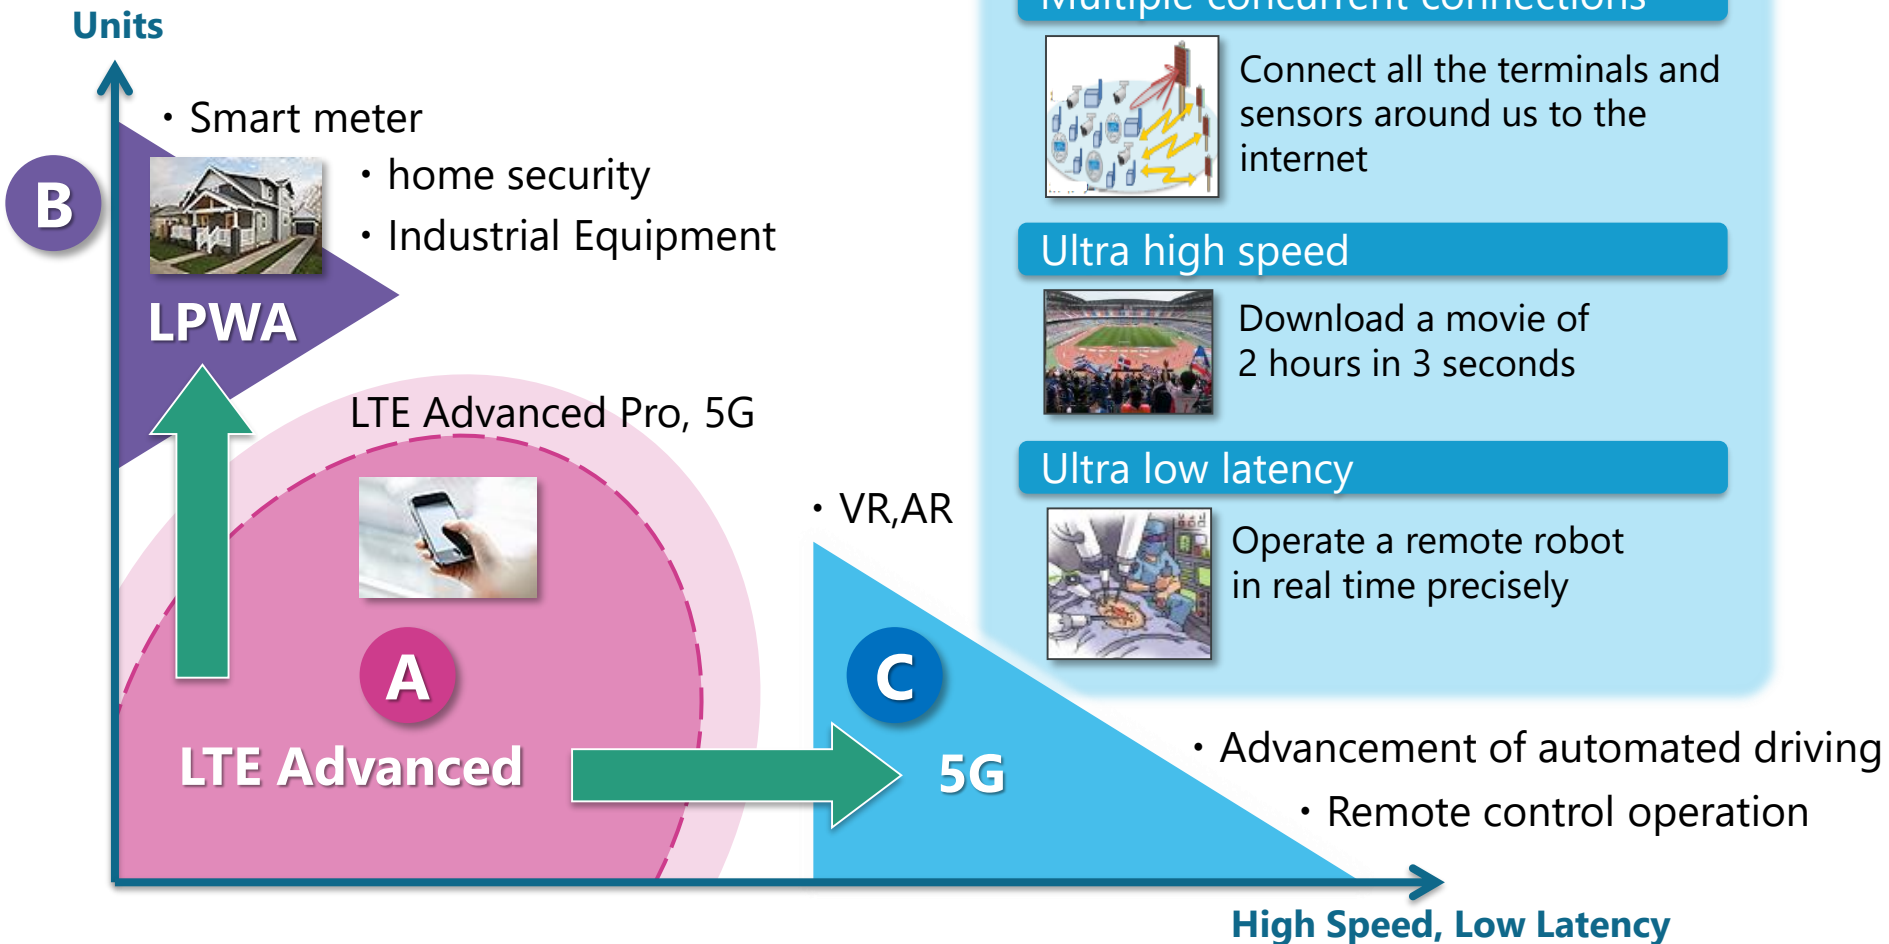 Units
・Smart meter
・home security
・Industrial Equipment
B
LPWA
LTE Advanced Pro, 5G
A
LTE Advanced
・VR,AR
C
5G
・Advancement of automated driving
・Remote control operation
High Speed, Low Latency
Multiple concurrent connections
Connect all the terminals and
sensors around us to the
internet
Ultra high speed
Download a movie of
2 hours in 3 seconds
Ultra low latency
Operate a remote robot
in real time precisely